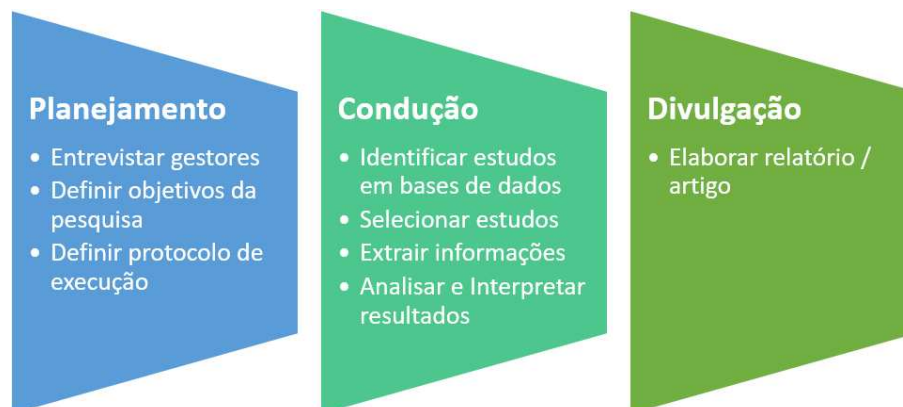 Planejamento
• Entrevistar gestores
• Definir objetivos da
pesquisa
• Definir protocolo de
execução
Condução
• Identificar estudos
em bases de dados
• Selecionar estudos
• Extrair informações
• Analisar e Interpretar
resultados
Divulgação
• Elaborar relatório /
artigo